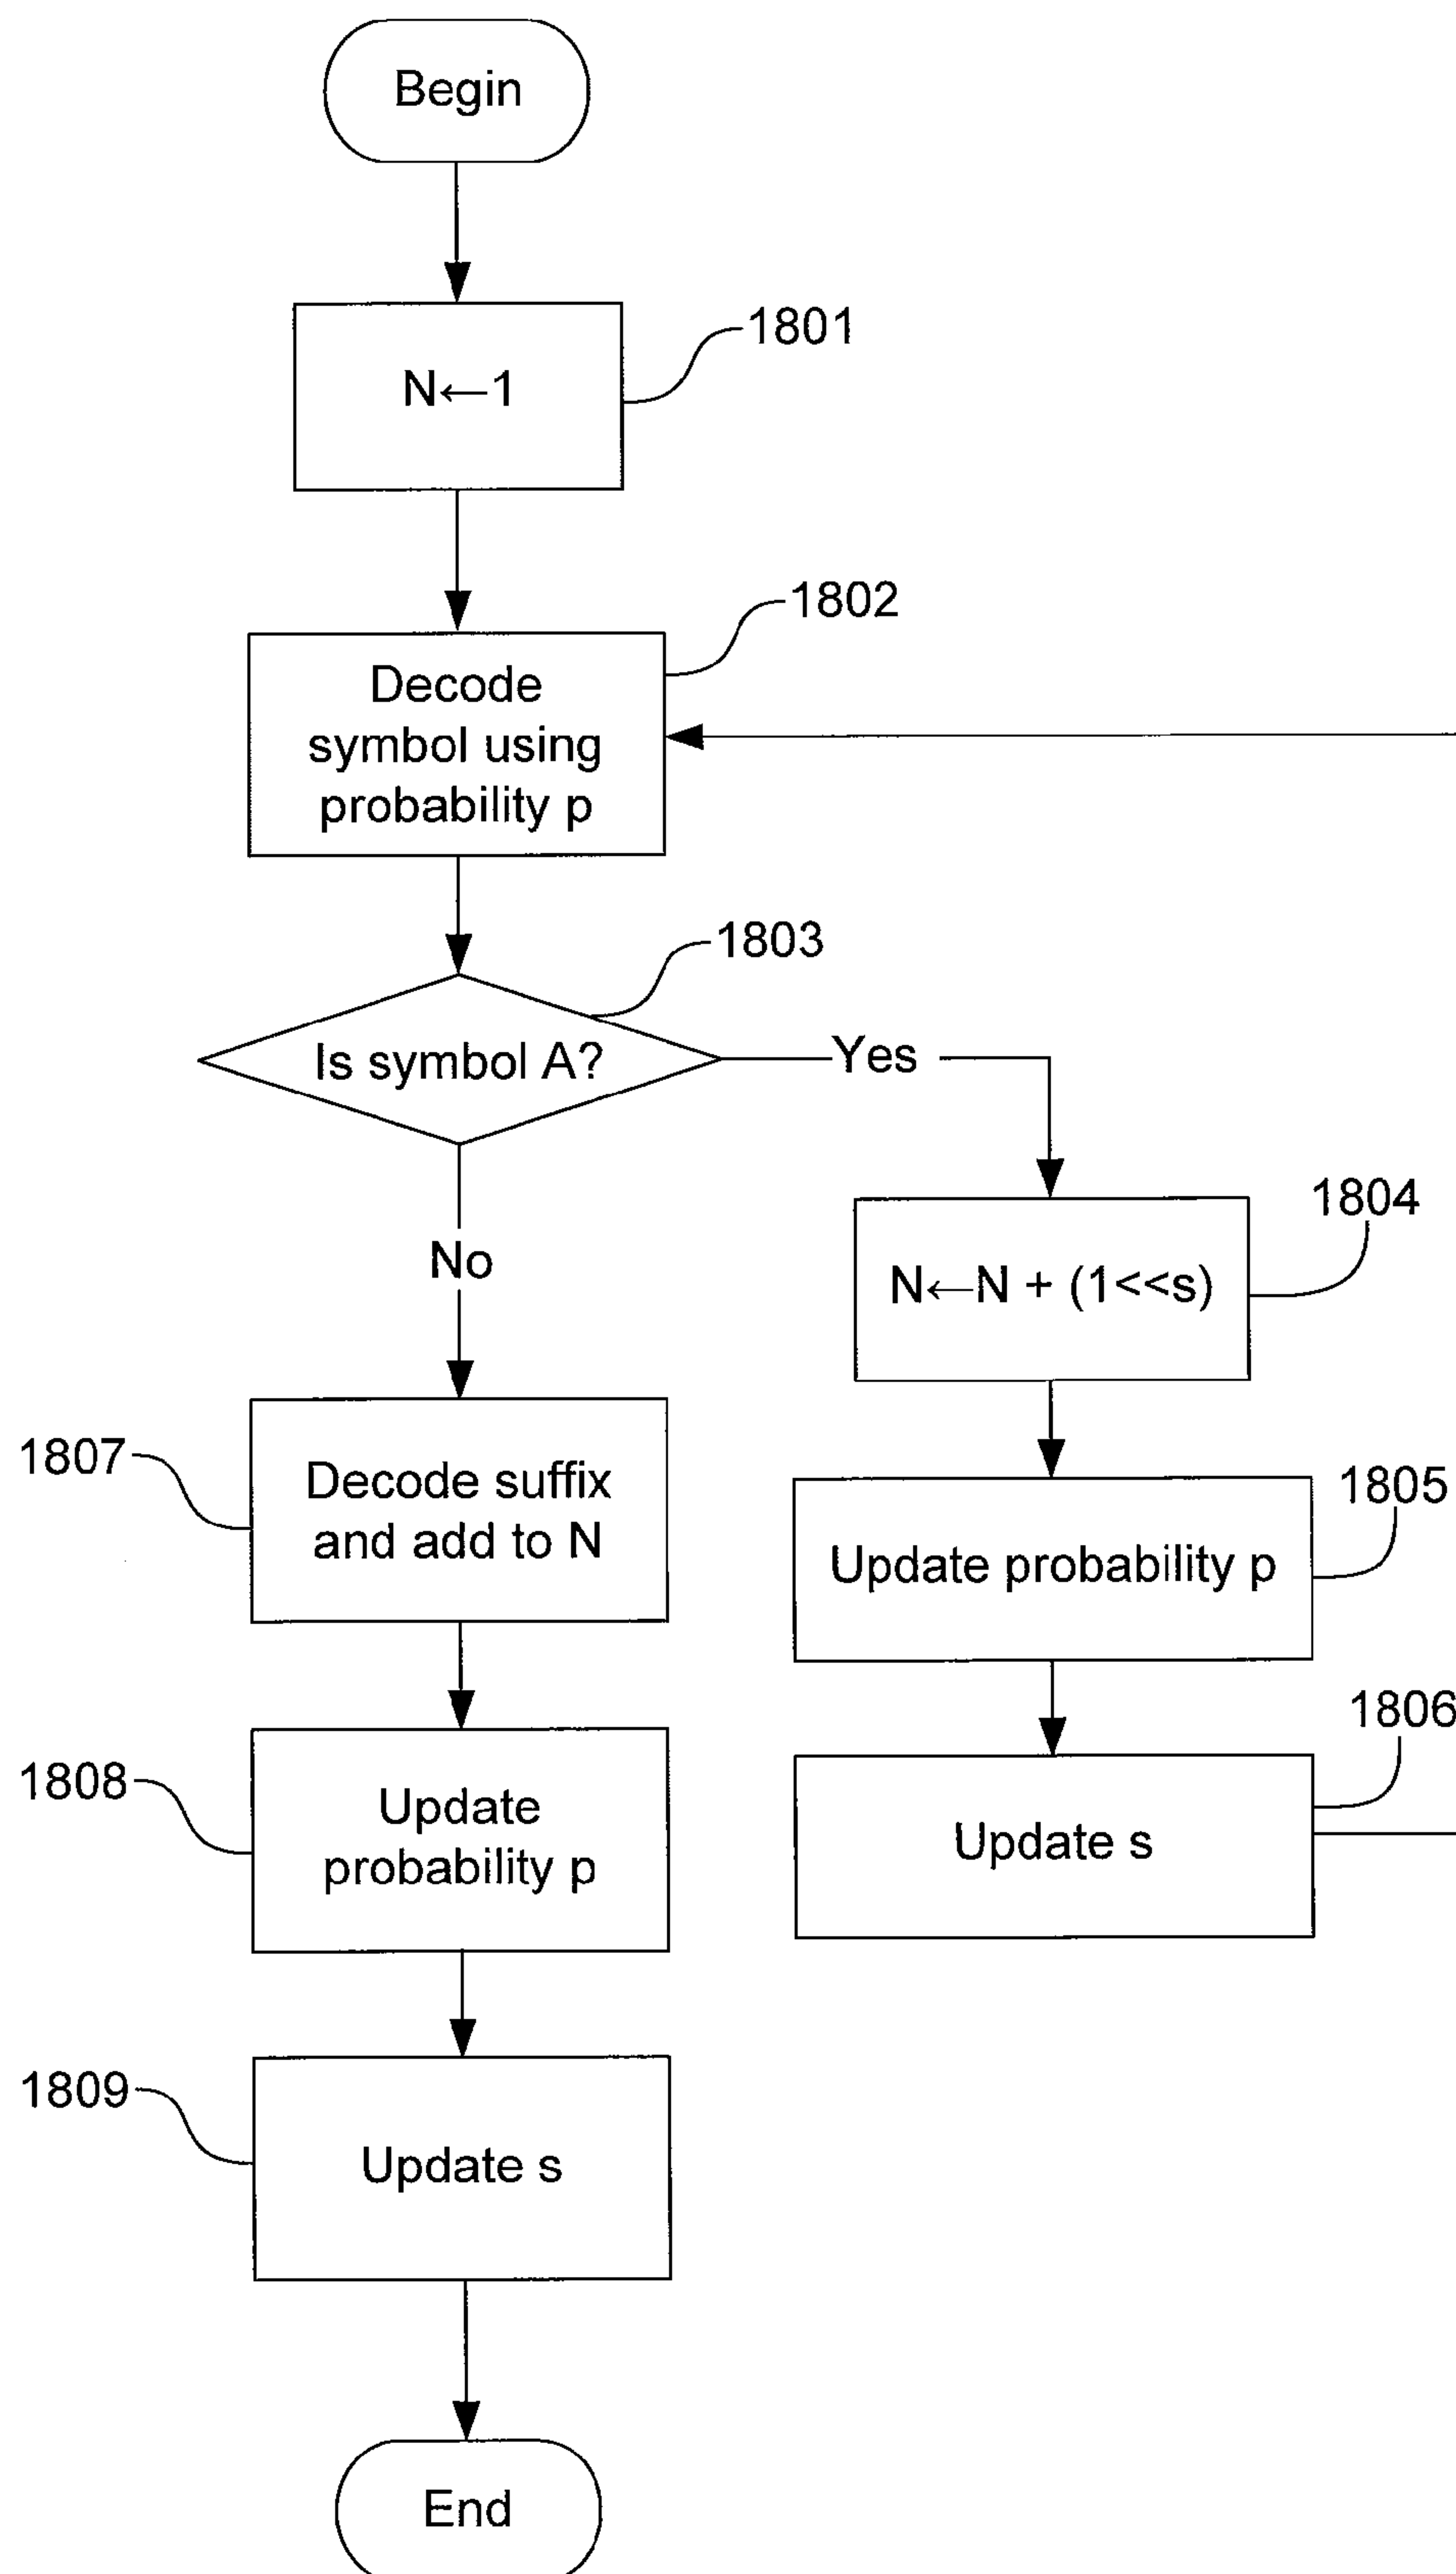 Begin
1801
N←1
1802
Decode
symbol using
probability p
1803
Is symbol A?
Yes
No
1804
N←N + (1<<s)
1807
Decode suffix
and add to N
1805
Update probability p
1806
Update s
1808
Update
probability p
1809
Update s
End